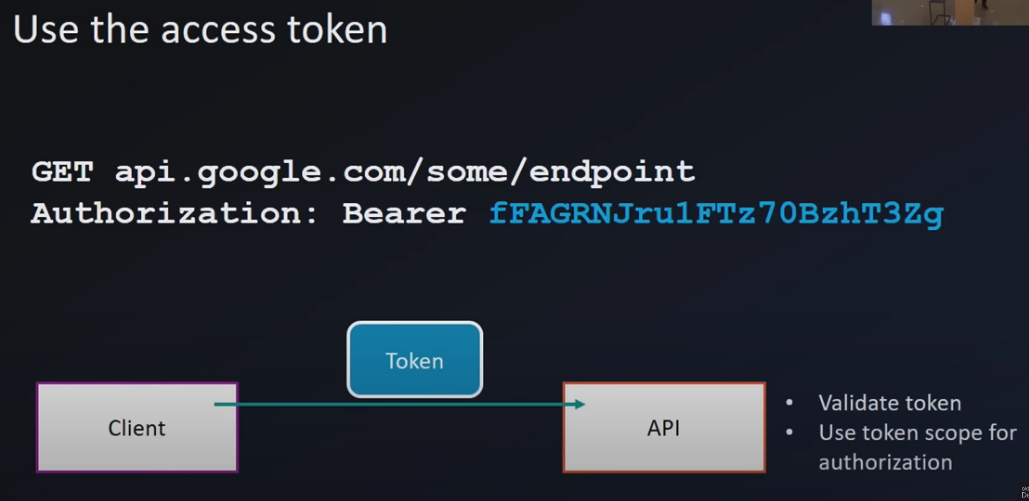 Use the access token
GET api.google.com/some/endpoint
Authorization: Bearer fFAGRNJru1FTz70BzhT3Zg
Token
Client
API
• Validate token
• Use token scope for
authorization